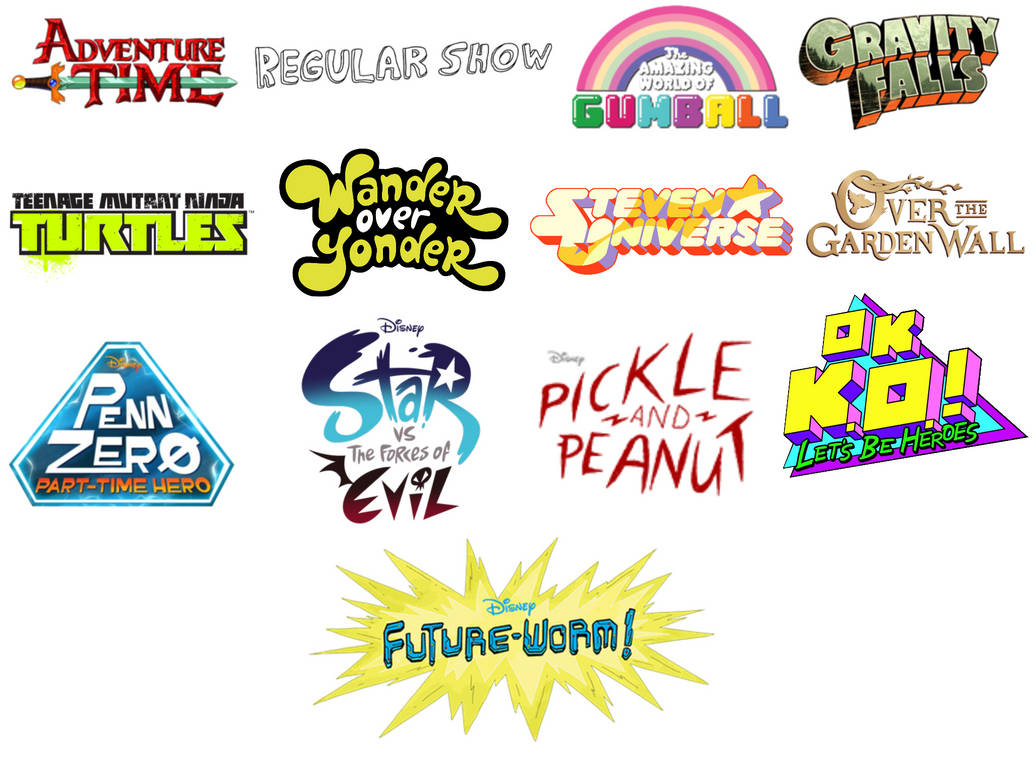 ADVENTURE
TIME
REGULAR SHOW
The
AMAZING
WORLD OF
GUMBALL
GRAVITY
FALLS
TEENAGE MUTANT NINJA
TURTLES
TM
Wander
over
yonder
STEVEN
UNIVERSE
OVER THE
GARDEN WALL
Disney
PENN
ZERØ
PART-TIME HERO
Disney
StaR
VS
The Forces of
EViL
Disney
PiCKLE
AND
PEANUT
OK
K.O.!
LET'S BE HEROES
Disney
FUTURE-WORM!